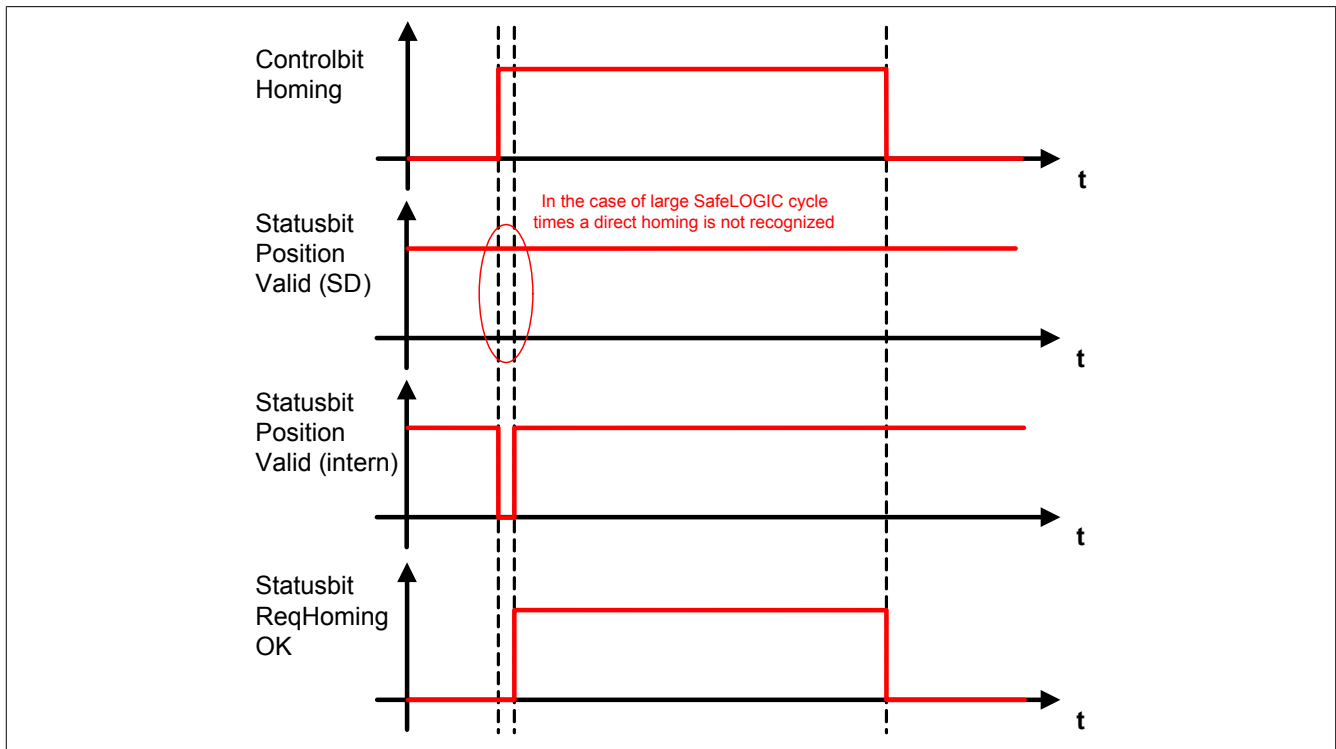 Controlbit
Homing
t
In the case of large SafeLOGIC cycle
times a direct homing is not recognized
Statusbit
Position
Valid (SD)
t
Statusbit
Position
Valid (intern)
t
Statusbit
ReqHoming
OK
t